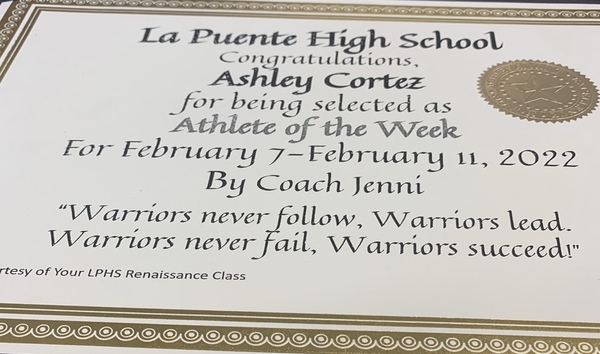 La Puente High School
Congratulations,
Ashley Cortez
for being selected as
Athlete of the Week
For February 7-February 11, 2022
By Coach Jenni
"Warriors never follow, Warriors lead.
Warriors never fail, Warriors succeed!"
rtesy of Your LPHS Renaissance Class